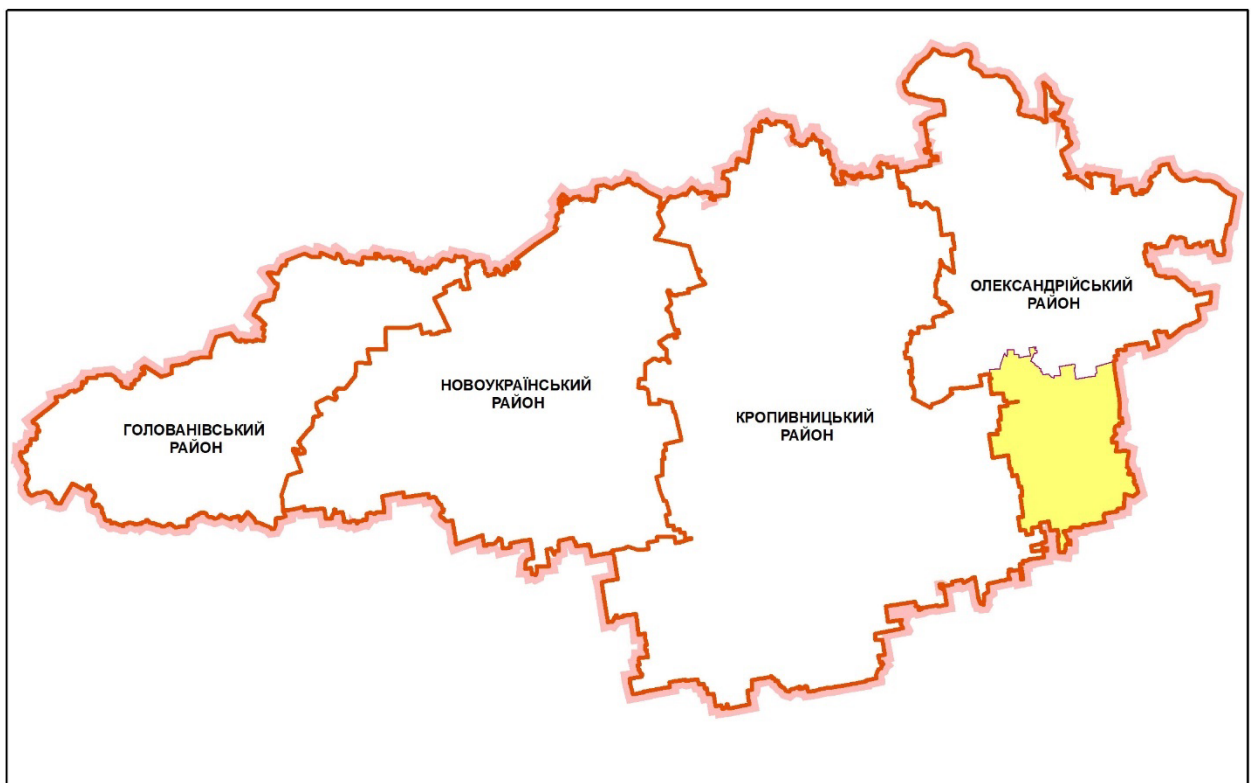 ОЛЕКСАНДРІЙСЬКИЙ
РАЙОН
НОВОУКРАЇНСЬКИЙ
РАЙОН
КРОПИВНИЦЬКИЙ
РАЙОН
ГОЛОВАНІВСЬКИЙ
РАЙОН